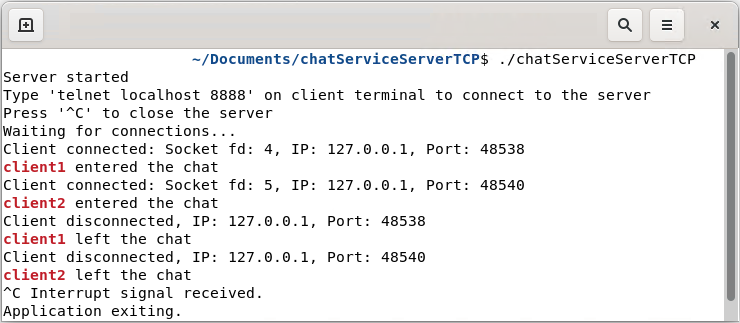 ~/Documents/chatServiceServerTCP$ ./chatServiceServerTCP
Server started
Type 'telnet localhost 8888' on client terminal to connect to the server
Press '^C' to close the server
Waiting for connections...
Client connected: Socket fd: 4, IP: 127.0.0.1, Port: 48538
client1 entered the chat
Client connected: Socket fd: 5, IP: 127.0.0.1, Port: 48540
client2 entered the chat
Client disconnected, IP: 127.0.0.1, Port: 48538
client1 left the chat
Client disconnected, IP: 127.0.0.1, Port: 48540
client2 left the chat
^C Interrupt signal received.
Application exiting.